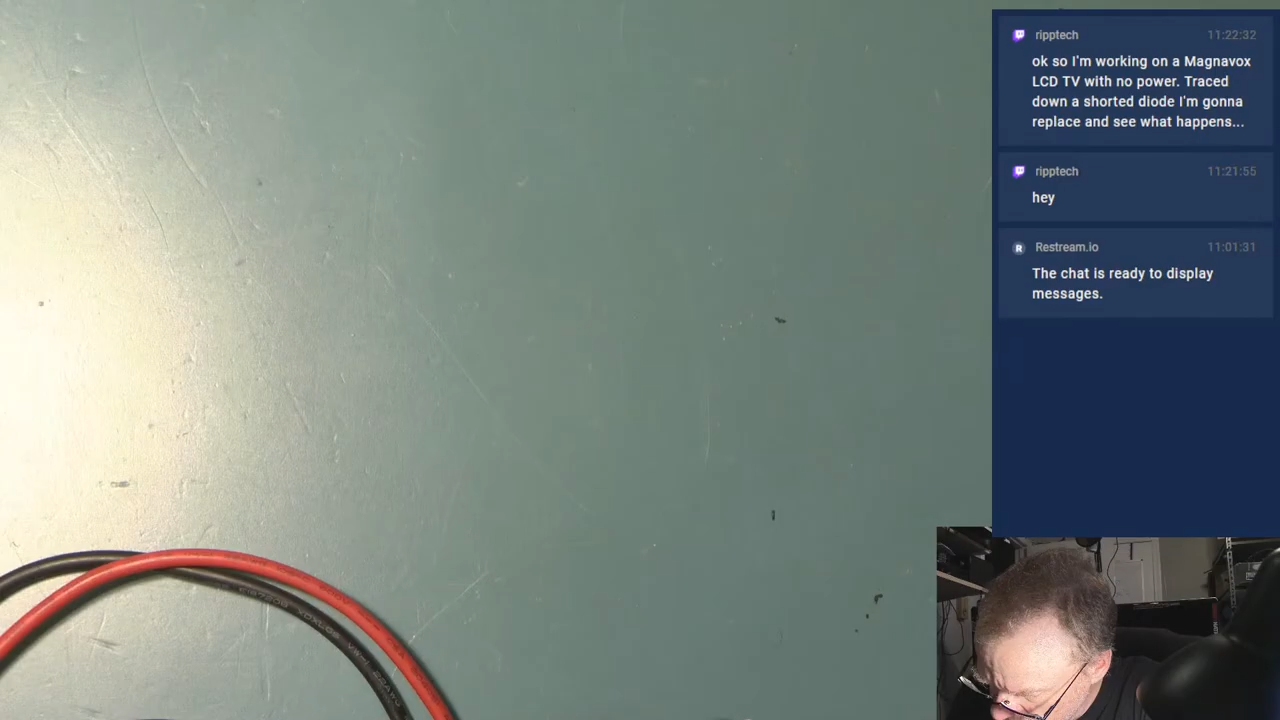 ripptech 11:22:32
ok so I'm working on a Magnavox
LCD TV with no power. Traced
down a shorted diode I'm gonna
replace and see what happens...
ripptech 11:21:55
hey
R Restream.io 11:01:31
The chat is ready to display
messages.